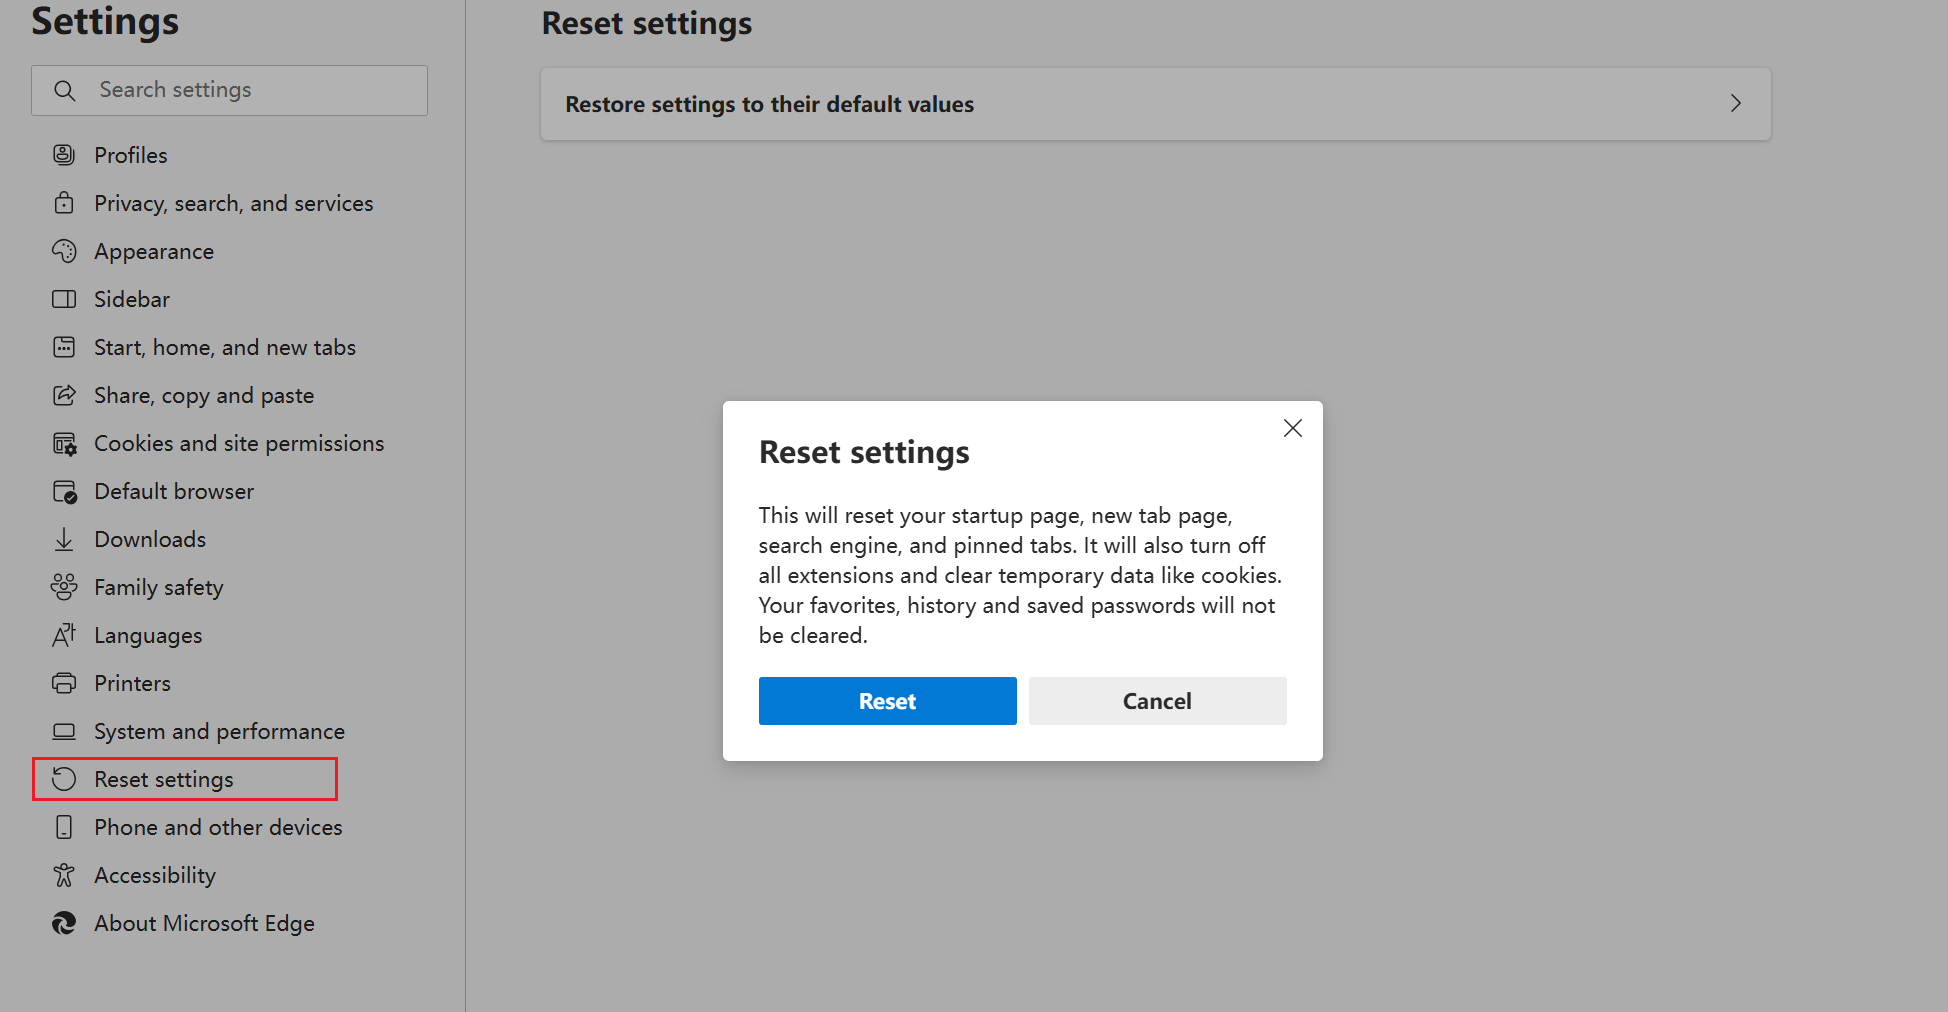 Settings
Search settings
Profiles
Privacy, search, and services
Appearance
Sidebar
Start, home, and new tabs
Share, copy and paste
Cookies and site permissions
Default browser
Downloads
Family safety
Languages
Printers
System and performance
Reset settings
Phone and other devices
Accessibility
About Microsoft Edge
Reset settings
Restore settings to their default values
Reset settings
This will reset your startup page, new tab page,
search engine, and pinned tabs. It will also turn off
all extensions and clear temporary data like cookies.
Your favorites, history and saved passwords will not
be cleared.
Reset
Cancel